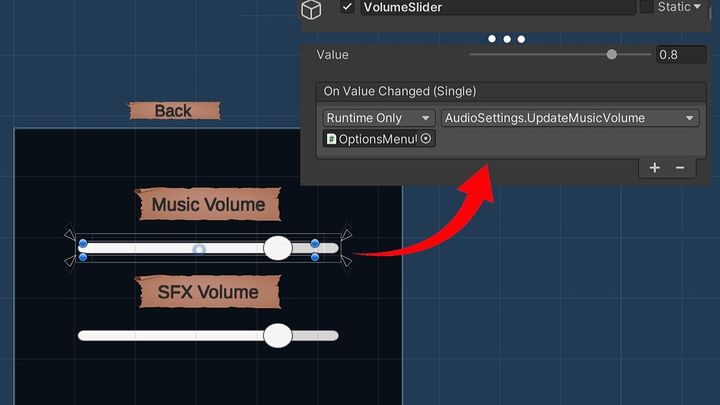 VolumeSlider
Static
Value
0.8
On Value Changed (Single)
Runtime Only
AudioSettings.UpdateMusicVolume
OptionsMenu
Back
Music Volume
SFX Volume